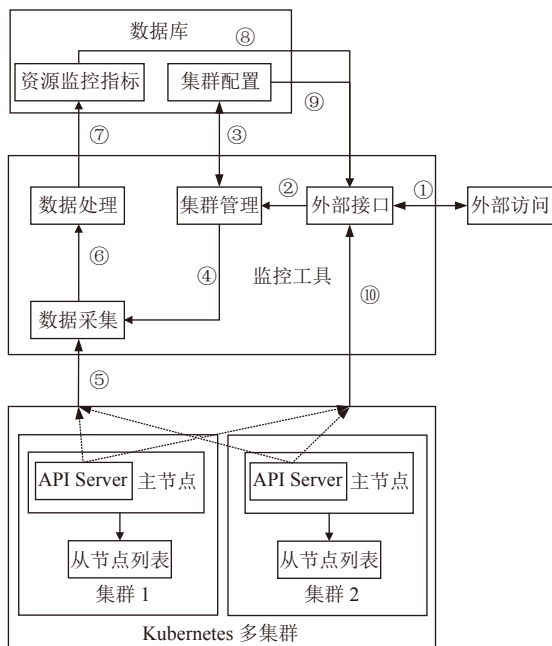 数据库
⑧
资源监控指标
集群配置
⑨
⑦
③
数据处理
集群管理
②
外部接口
①
外部访问
⑥
④
监控工具
⑩
数据采集
⑤
API Server 主节点
API Server 主节点
从节点列表
从节点列表
集群 1
集群 2
Kubernetes 多集群